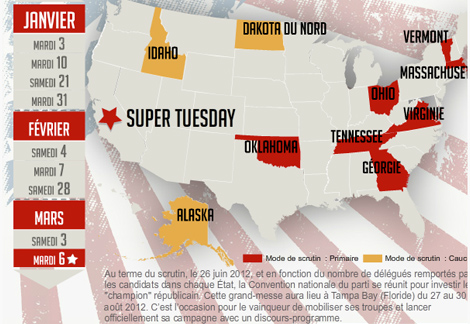 JANVIER
MARDI 3
MARDI 10
SAMEDI 21
MARDI 31
FÉVRIER
SAMEDI 4
MARDI 7
SAMEDI 28
MARS
SAMEDI 3
MARDI 6
IDAHO
DAKOTA DU NORD
VERMONT
MASSACHUSE
OHIO
VIRGINIE
SUPER TUESDAY
OKLAHOMA
TENNESSEE
GÉORGIE
ALASKA
Mode de scrutin : Primaire
Mode de scrutin : Cauc
Au terme du scrutin, le 26 juin 2012, et en fonction du nombre de délégués remportés pa
les candidats dans chaque État, la Convention nationale du parti se réunit pour investir le
"champion" républicain. Cette grand-messe aura lieu à Tampa Bay (Floride) du 27 au 30
août 2012. C'est l'occasion pour le vainqueur de mobiliser ses troupes et lancer
officiellement sa campagne avec un discours-programme.